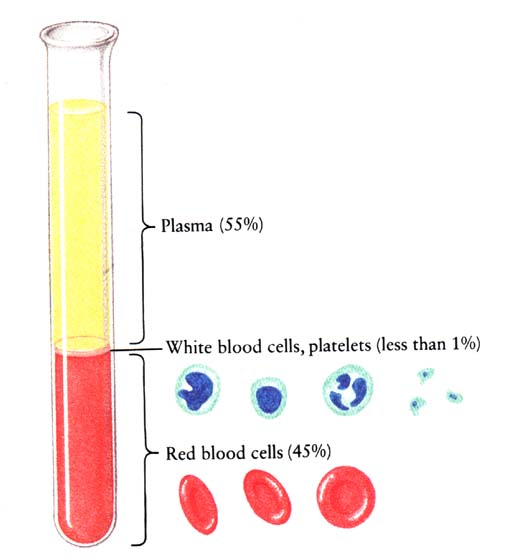 Plasma (55%)
White blood cells, platelets (less than 1%)
Red blood cells (45%)